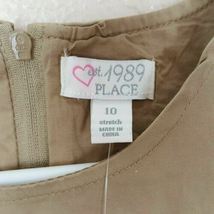 est. 1989
PLACE
10
stretch
MADE IN
CHINA